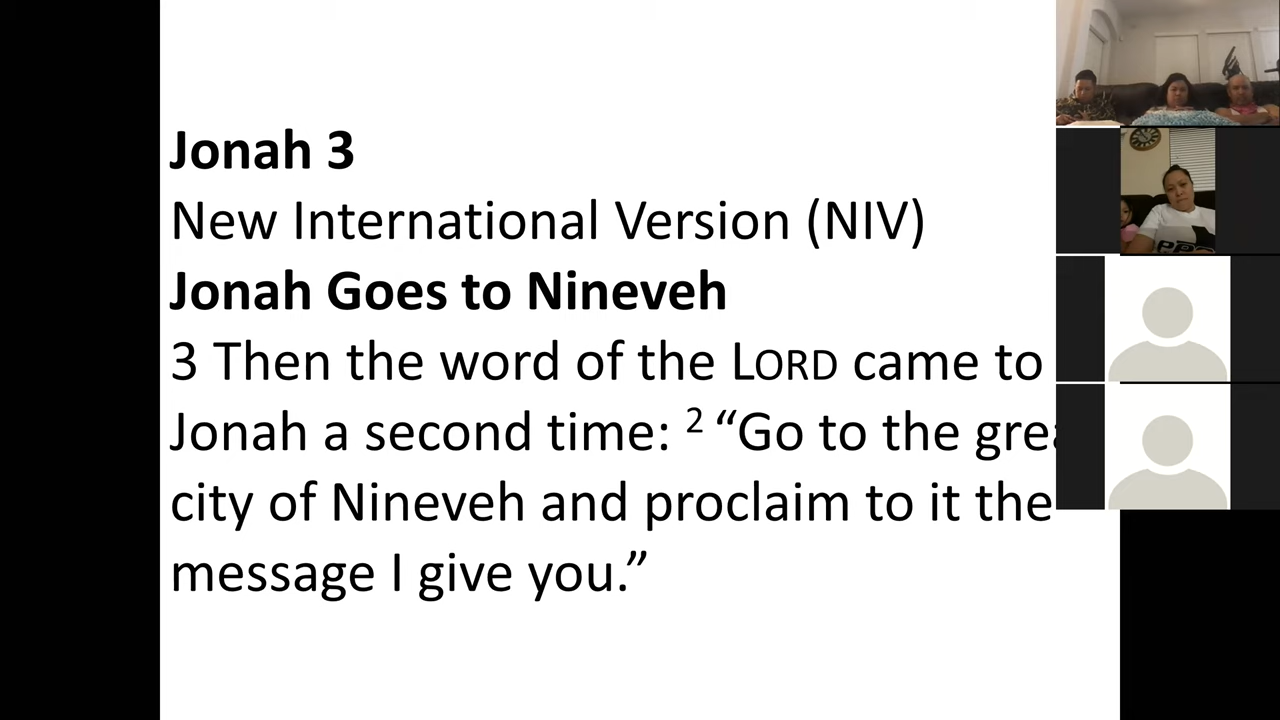 Jonah 3
New International Version (NIV)
Jonah Goes to Nineveh
3 Then the word of the LORD came to
Jonah a second time: 2 “Go to the
city of Nineveh and proclaim to it the
message I give you.”